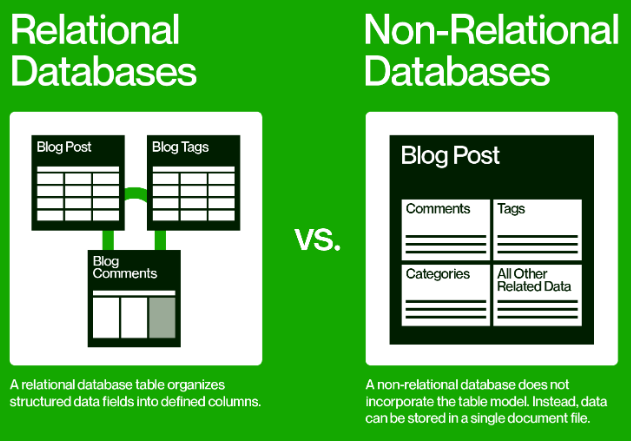 Relational
Databases
Non-Relational
Databases
Blog Post
Blog Tags
Blog
Comments
vs.
Blog Post
Comments
Tags
Categories
All Other
Related Data
A relational database table organizes
structured data fields into defined columns.
A non-relational database does not
incorporate the table model. Instead, data
can be stored in a single document file.